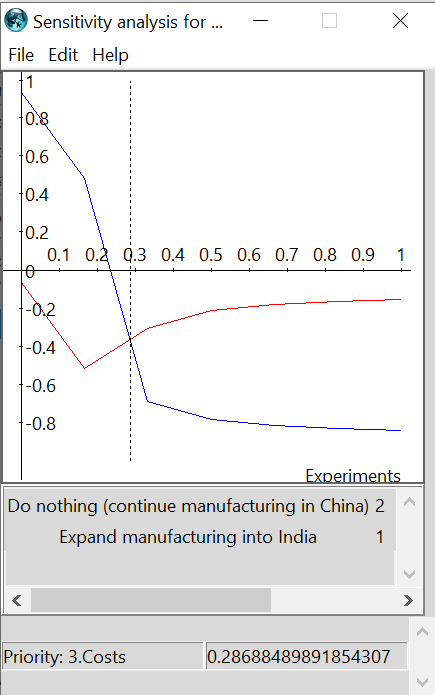 Sensitivity analysis for ...
File Edit Help
1
0.8
0.6
0.4
0.2
0.1 0.2 0.3 0.4 0.5 0.6 0.7 0.8 0.9 1
0
-0.2
-0.4
-0.6
-0.8
Experiments
Do nothing (continue manufacturing in China) 2
Expand manufacturing into India 1
Priority: 3.Costs 0.28688489891854307